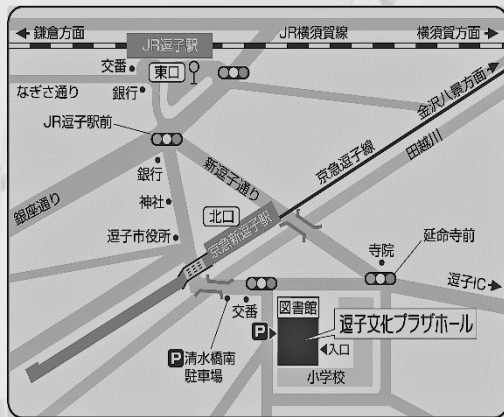 鎌倉方面
JR逗子駅
JR横須賀線
横須賀方面
交番
東口
なぎさ通り
銀行
金沢八景方面
JR逗子駅前
新逗子通り
京急逗子線
田越川
銀行
銀座通り
神社
北口
京急新逗子駅
逗子市役所
寺院
延命寺前
逗子IC
図書館
逗子文化プラザホール
P
交番
P 清水橋南
駐車場
入口
小学校